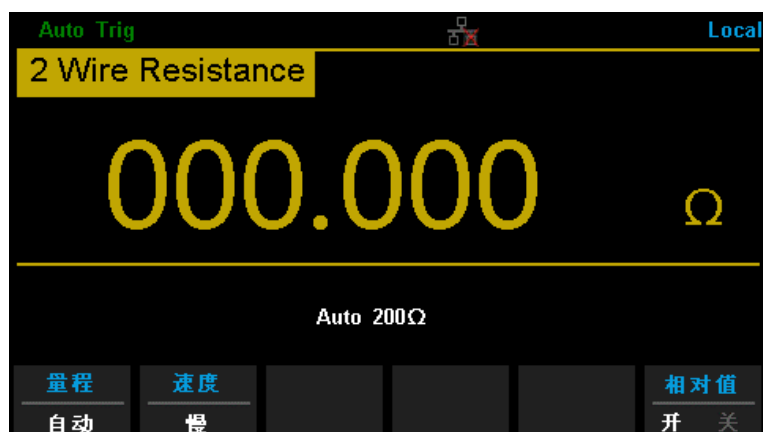 Auto Trig Local
2 Wire Resistance
000.000 Ω
Auto 200Ω
量程 速度 相对值
自动 慢 开 关